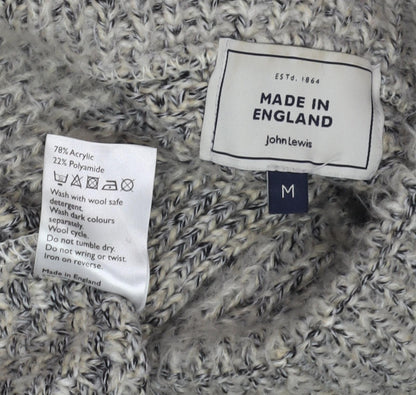 ESTd. 1864
MADE IN
ENGLAND
John Lewis
M
78% Acrylic
22% Polyamide
Wash with wool safe
detergent.
Wash dark colours
separately.
Wool cycle.
Do not tumble dry.
Do not wring or twist.
Iron on reverse.
Made in England